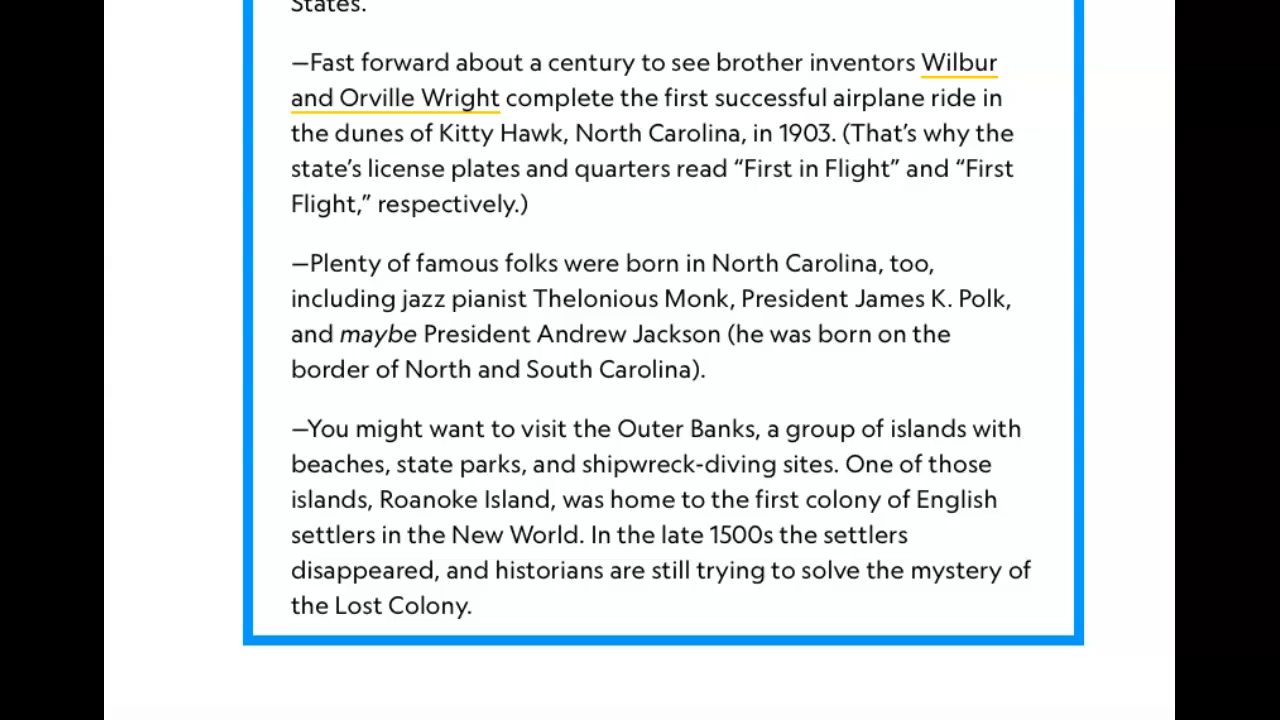 States.
—Fast forward about a century to see brother inventors Wilbur
and Orville Wright complete the first successful airplane ride in
the dunes of Kitty Hawk, North Carolina, in 1903. (That’s why the
state’s license plates and quarters read “First in Flight” and “First
Flight,” respectively.)
—Plenty of famous folks were born in North Carolina, too,
including jazz pianist Thelonious Monk, President James K. Polk,
and maybe President Andrew Jackson (he was born on the
border of North and South Carolina).
—You might want to visit the Outer Banks, a group of islands with
beaches, state parks, and shipwreck-diving sites. One of those
islands, Roanoke Island, was home to the first colony of English
settlers in the New World. In the late 1500s the settlers
disappeared, and historians are still trying to solve the mystery of
the Lost Colony.